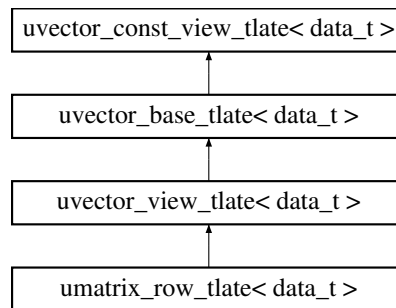 uvector_const_view_tlate< data_t >
uvector_base_tlate< data_t >
uvector_view_tlate< data_t >
umatrix_row_tlate< data_t >